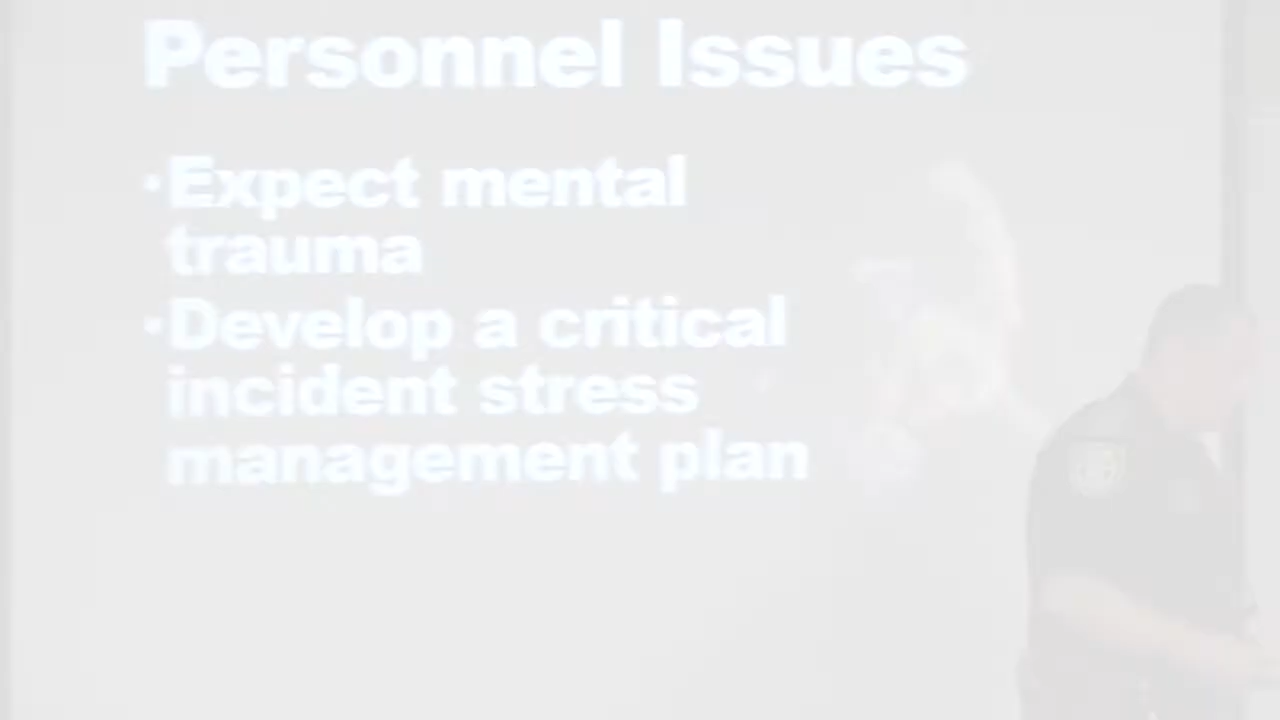 Personnel Issues
•Expect mental
trauma
•Develop a critical
incident stress
management plan